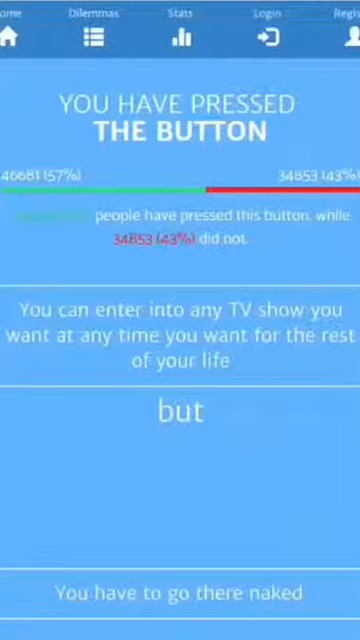 ome Dilemmas Stats Login Regis
YOU HAVE PRESSED
THE BUTTON
46681 (57%) 34853 (43%)
people have pressed this button, while
34853 (43%) did not.
You can enter into any TV show you
want at any time you want for the rest
of your life
but
You have to go there naked